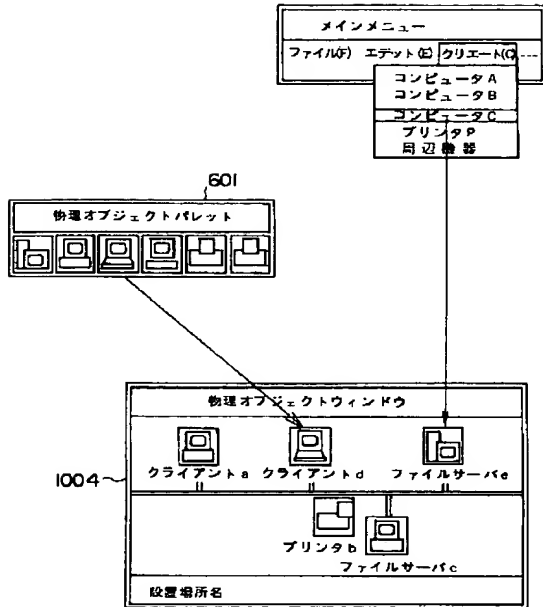 メインメニュー
ファイル(F) エデット(E) クリエート(C)
コンピュータA
コンピュータB
コンピュータC
プリンタP
周辺機器
601
物理オブジェクトパレット
物理オブジェクトウィンドウ
クライアントa クライアントd ファイルサーバe
1004
プリンタb
ファイルサーバc
設置場所名